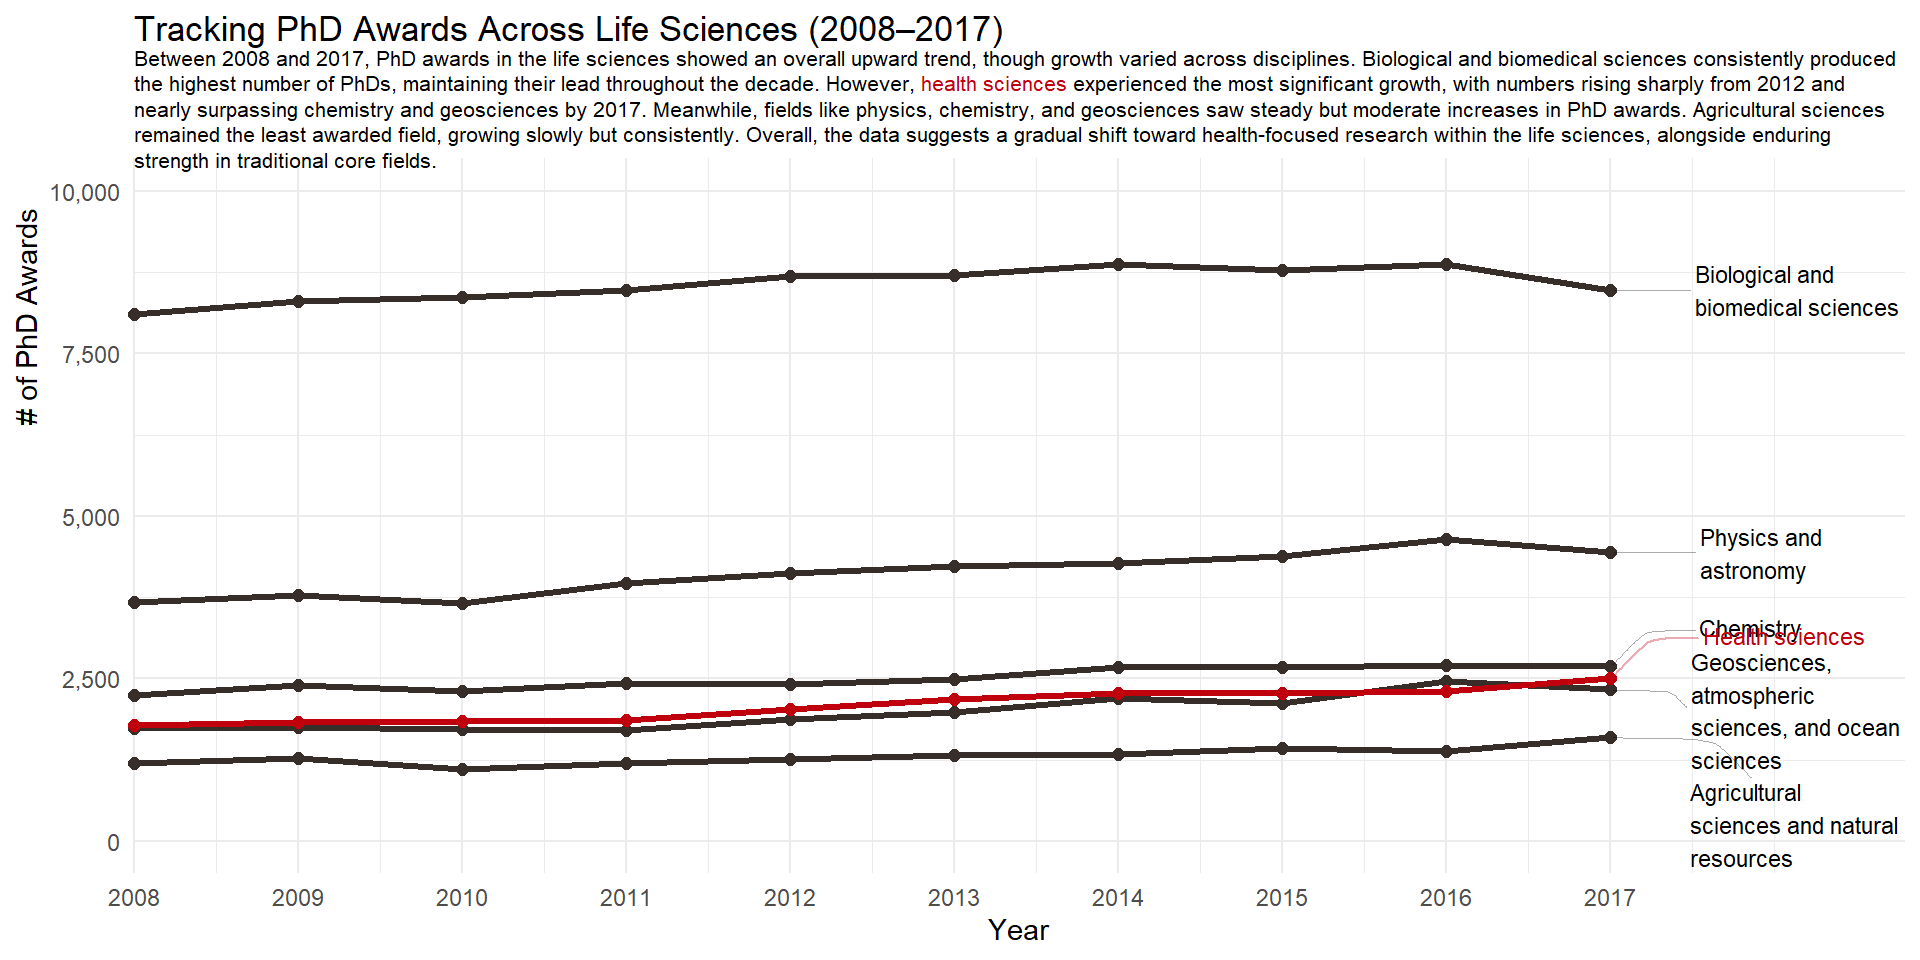 Tracking PhD Awards Across Life Sciences (2008–2017)
Between 2008 and 2017, PhD awards in the life sciences showed an overall upward trend, though growth varied across disciplines. Biological and biomedical sciences consistently produced
the highest number of PhDs, maintaining their lead throughout the decade. However, health sciences experienced the most significant growth, with numbers rising sharply from 2012 and
nearly surpassing chemistry and geosciences by 2017. Meanwhile, fields like physics, chemistry, and geosciences saw steady but moderate increases in PhD awards. Agricultural sciences
remained the least awarded field, growing slowly but consistently. Overall, the data suggests a gradual shift toward health-focused research within the life sciences, alongside enduring
strength in traditional core fields.
# of PhD Awards
10,000
7,500
5,000
2,500
0
Biological and
biomedical sciences
Physics and
astronomy
Chemistry
Health sciences
Geosciences,
atmospheric
sciences, and ocean
sciences
Agricultural
sciences and natural
resources
2008 2009 2010 2011 2012 2013 2014 2015 2016 2017
Year